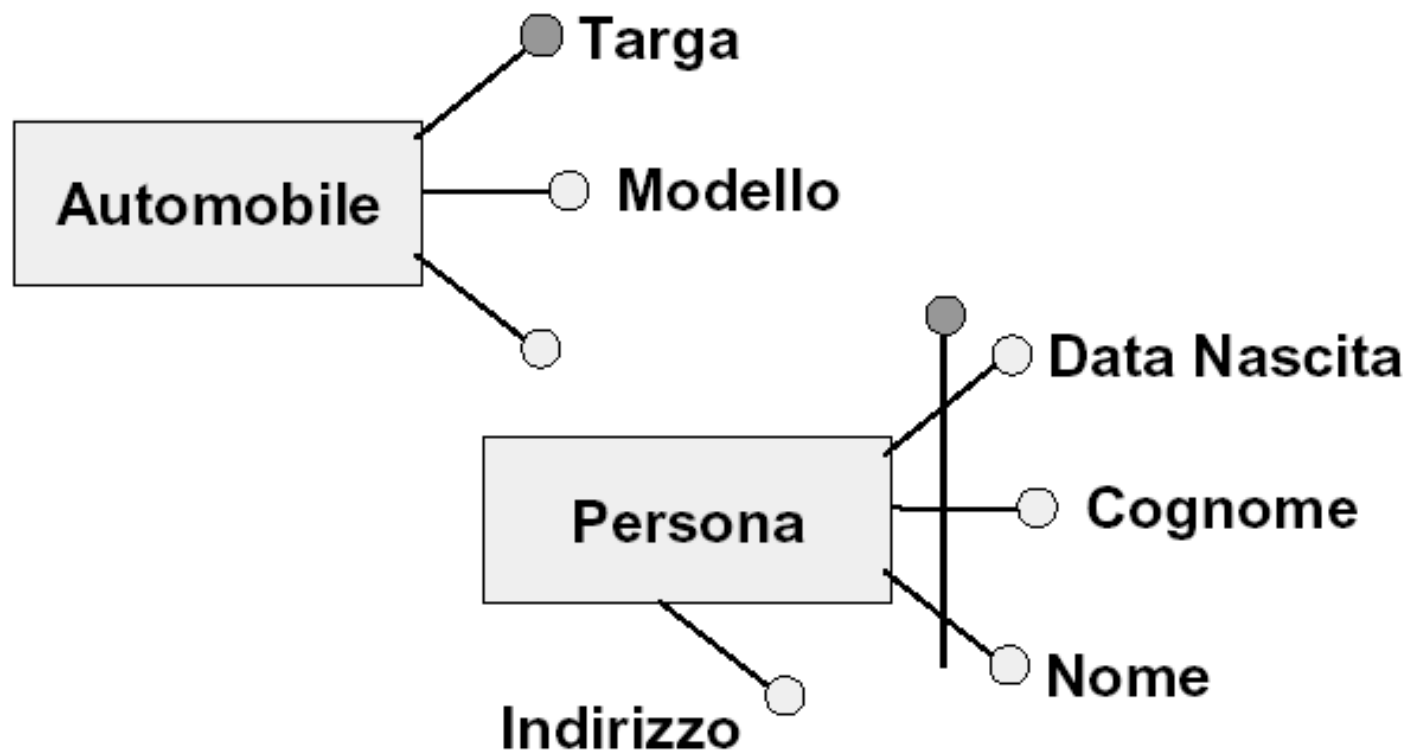 Targa
Automobile
Modello
Data Nascita
Persona
Cognome
Nome
Indirizzo